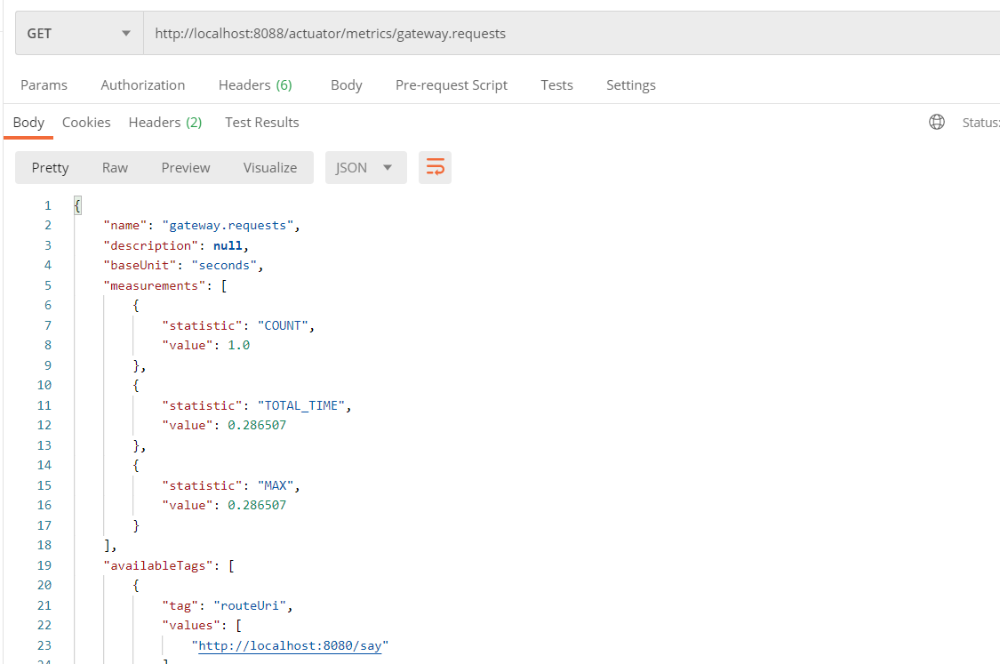 GET http://localhost:8088/actuator/metrics/gateway.requests
Params Authorization Headers (6) Body Pre-request Script Tests Settings
Body Cookies Headers (2) Test Results Status:
Pretty Raw Preview Visualize JSON
1 {
2 "name": "gateway.requests",
3 "description": null,
4 "baseUnit": "seconds",
5 "measurements": [
6 {
7 "statistic": "COUNT",
8 "value": 1.0
9 },
10 {
11 "statistic": "TOTAL_TIME",
12 "value": 0.286507
13 },
14 {
15 "statistic": "MAX",
16 "value": 0.286507
17 }
18 ],
19 "availableTags": [
20 {
21 "tag": "routeUri",
22 "values": [
23 "http://localhost:8080/say"